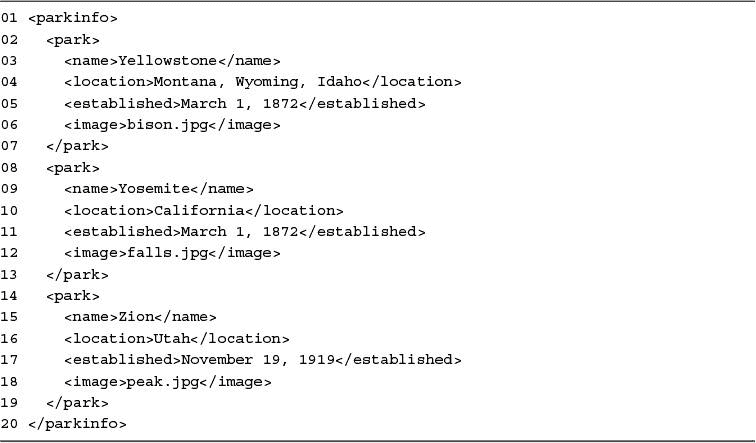 01 <parkinfo>
02   <park>
03     <name>Yellowstone</name>
04     <location>Montana, Wyoming, Idaho</location>
05     <established>March 1, 1872</established>
06     <image>bison.jpg</image>
07   </park>
08   <park>
09     <name>Yosemite</name>
10     <location>California</location>
11     <established>March 1, 1872</established>
12     <image>falls.jpg</image>
13   </park>
14   <park>
15     <name>Zion</name>
16     <location>Utah</location>
17     <established>November 19, 1919</established>
18     <image>peak.jpg</image>
19   </park>
20 </parkinfo>